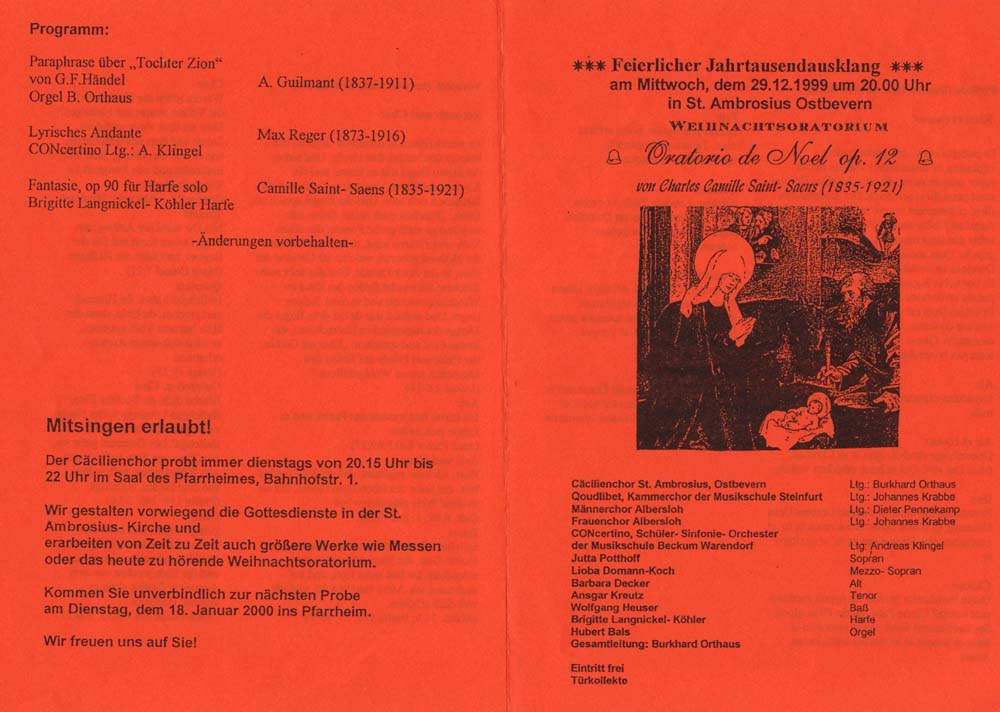 Programm:
Paraphrase über „Tochter Zion“
von G.F.Händel
Orgel B. Orthaus
A. Guilmant (1837-1911)
Lyrisches Andante
CONcertino Ltg.: A. Klingel
Max Reger (1873-1916)
Fantasie, op 90 für Harfe solo
Brigitte Langnickel- Köhler Harfe
Camille Saint- Saens (1835-1921)
-Änderungen vorbehalten-
Mitsingen erlaubt!
Der Cäcilienchor probt immer dienstags von 20.15 Uhr bis
22 Uhr im Saal des Pfarrheimes, Bahnhofstr. 1.
Wir gestalten vorwiegend die Gottesdienste in der St.
Ambrosius- Kirche und
erarbeiten von Zeit zu Zeit auch größere Werke wie Messen
oder das heute zu hörende Weihnachtsoratorium.
Kommen Sie unverbindlich zur nächsten Probe
am Dienstag, dem 18. Januar 2000 ins Pfarrheim.
Wir freuen uns auf Sie!
*** Feierlicher Jahrtausendausklang ***
am Mittwoch, dem 29.12.1999 um 20.00 Uhr
in St. Ambrosius Ostbevern
WEIHNACHTSORATORIUM
Oratorio de Noel op. 12
von Charles Camille Saint- Saens (1835-1921)
Cäcilienchor St. Ambrosius, Ostbevern Ltg.: Burkhard Orthaus
Qoudlibet, Kammerchor der Musikschule Steinfurt Ltg.: Johannes Krabbe
Männerchor Albersloh Ltg.: Dieter Pennekamp
Frauenchor Albersloh Ltg.: Johannes Krabbe
CONcertino, Schüler- Sinfonie- Orchester
der Musikschule Beckum Warendorf Ltg: Andreas Klingel
Jutta Potthoff Sopran
Lioba Domann-Koch Mezzo- Sopran
Barbara Decker Alt
Ansgar Kreutz Tenor
Wolfgang Heuser Baß
Brigitte Langnickel- Köhler Harfe
Hubert Bals Orgel
Gesamtleitung: Burkhard Orthaus
Eintritt frei
Türkollekte